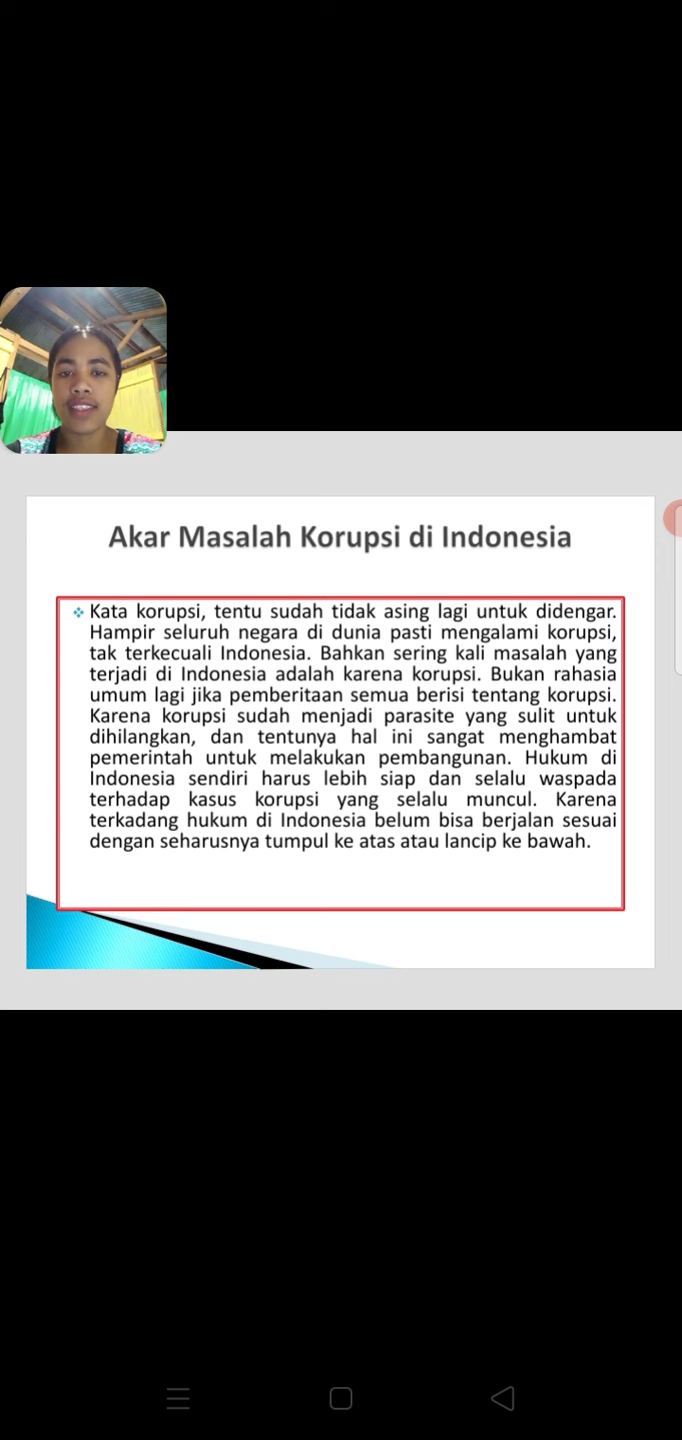 Akar Masalah Korupsi di Indonesia
Kata korupsi, tentu sudah tidak asing lagi untuk didengar.
Hampir seluruh negara di dunia pasti mengalami korupsi,
tak terkecuali Indonesia. Bahkan sering kali masalah yang
terjadi di Indonesia adalah karena korupsi. Bukan rahasia
umum lagi jika pemberitaan semua berisi tentang korupsi.
Karena korupsi sudah menjadi parasite yang sulit untuk
dihilangkan, dan tentunya hal ini sangat menghambat
pemerintah untuk melakukan pembangunan. Hukum di
Indonesia sendiri harus lebih siap dan selalu waspada
terhadap kasus korupsi yang selalu muncul. Karena
terkadang hukum di Indonesia belum bisa berjalan sesuai
dengan seharusnya tumpul ke atas atau lancip ke bawah.